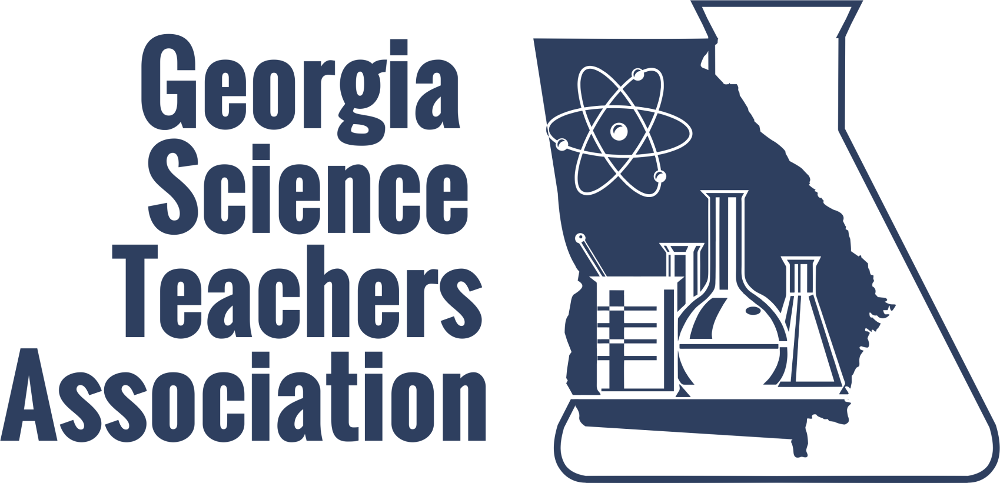 Georgia
Science
Teachers
Association